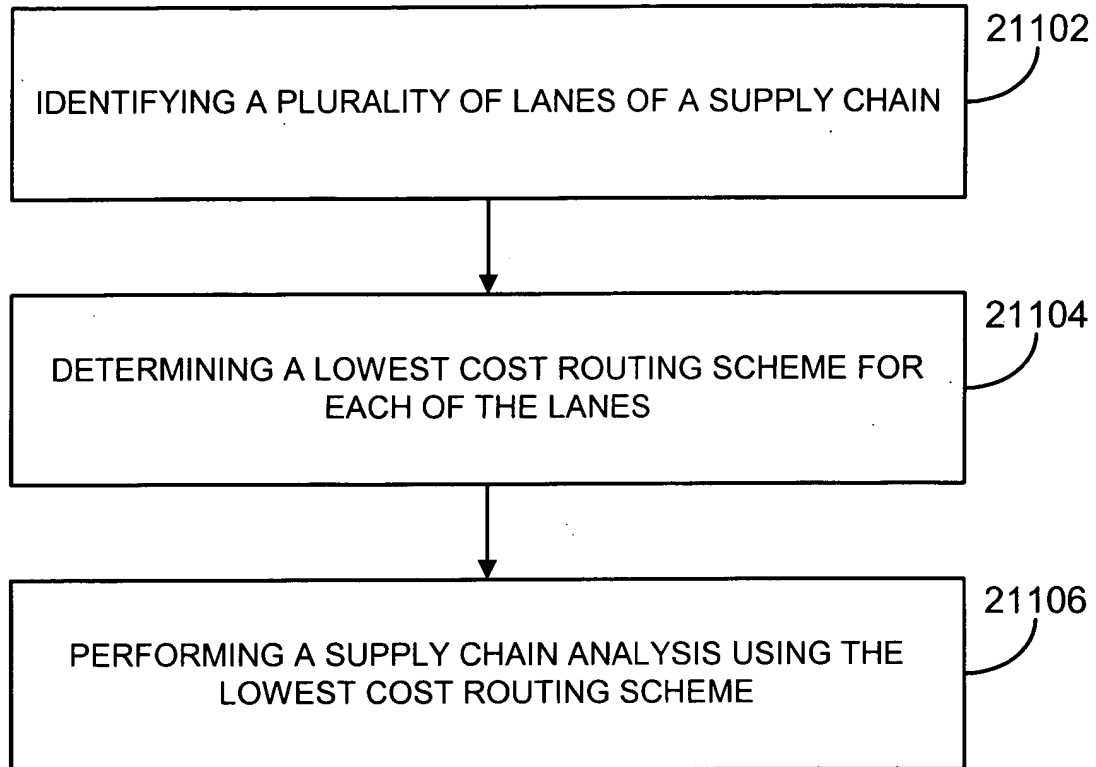 21102
IDENTIFYING A PLURALITY OF LANES OF A SUPPLY CHAIN
21104
DETERMINING A LOWEST COST ROUTING SCHEME FOR
EACH OF THE LANES
21106
PERFORMING A SUPPLY CHAIN ANALYSIS USING THE
LOWEST COST ROUTING SCHEME